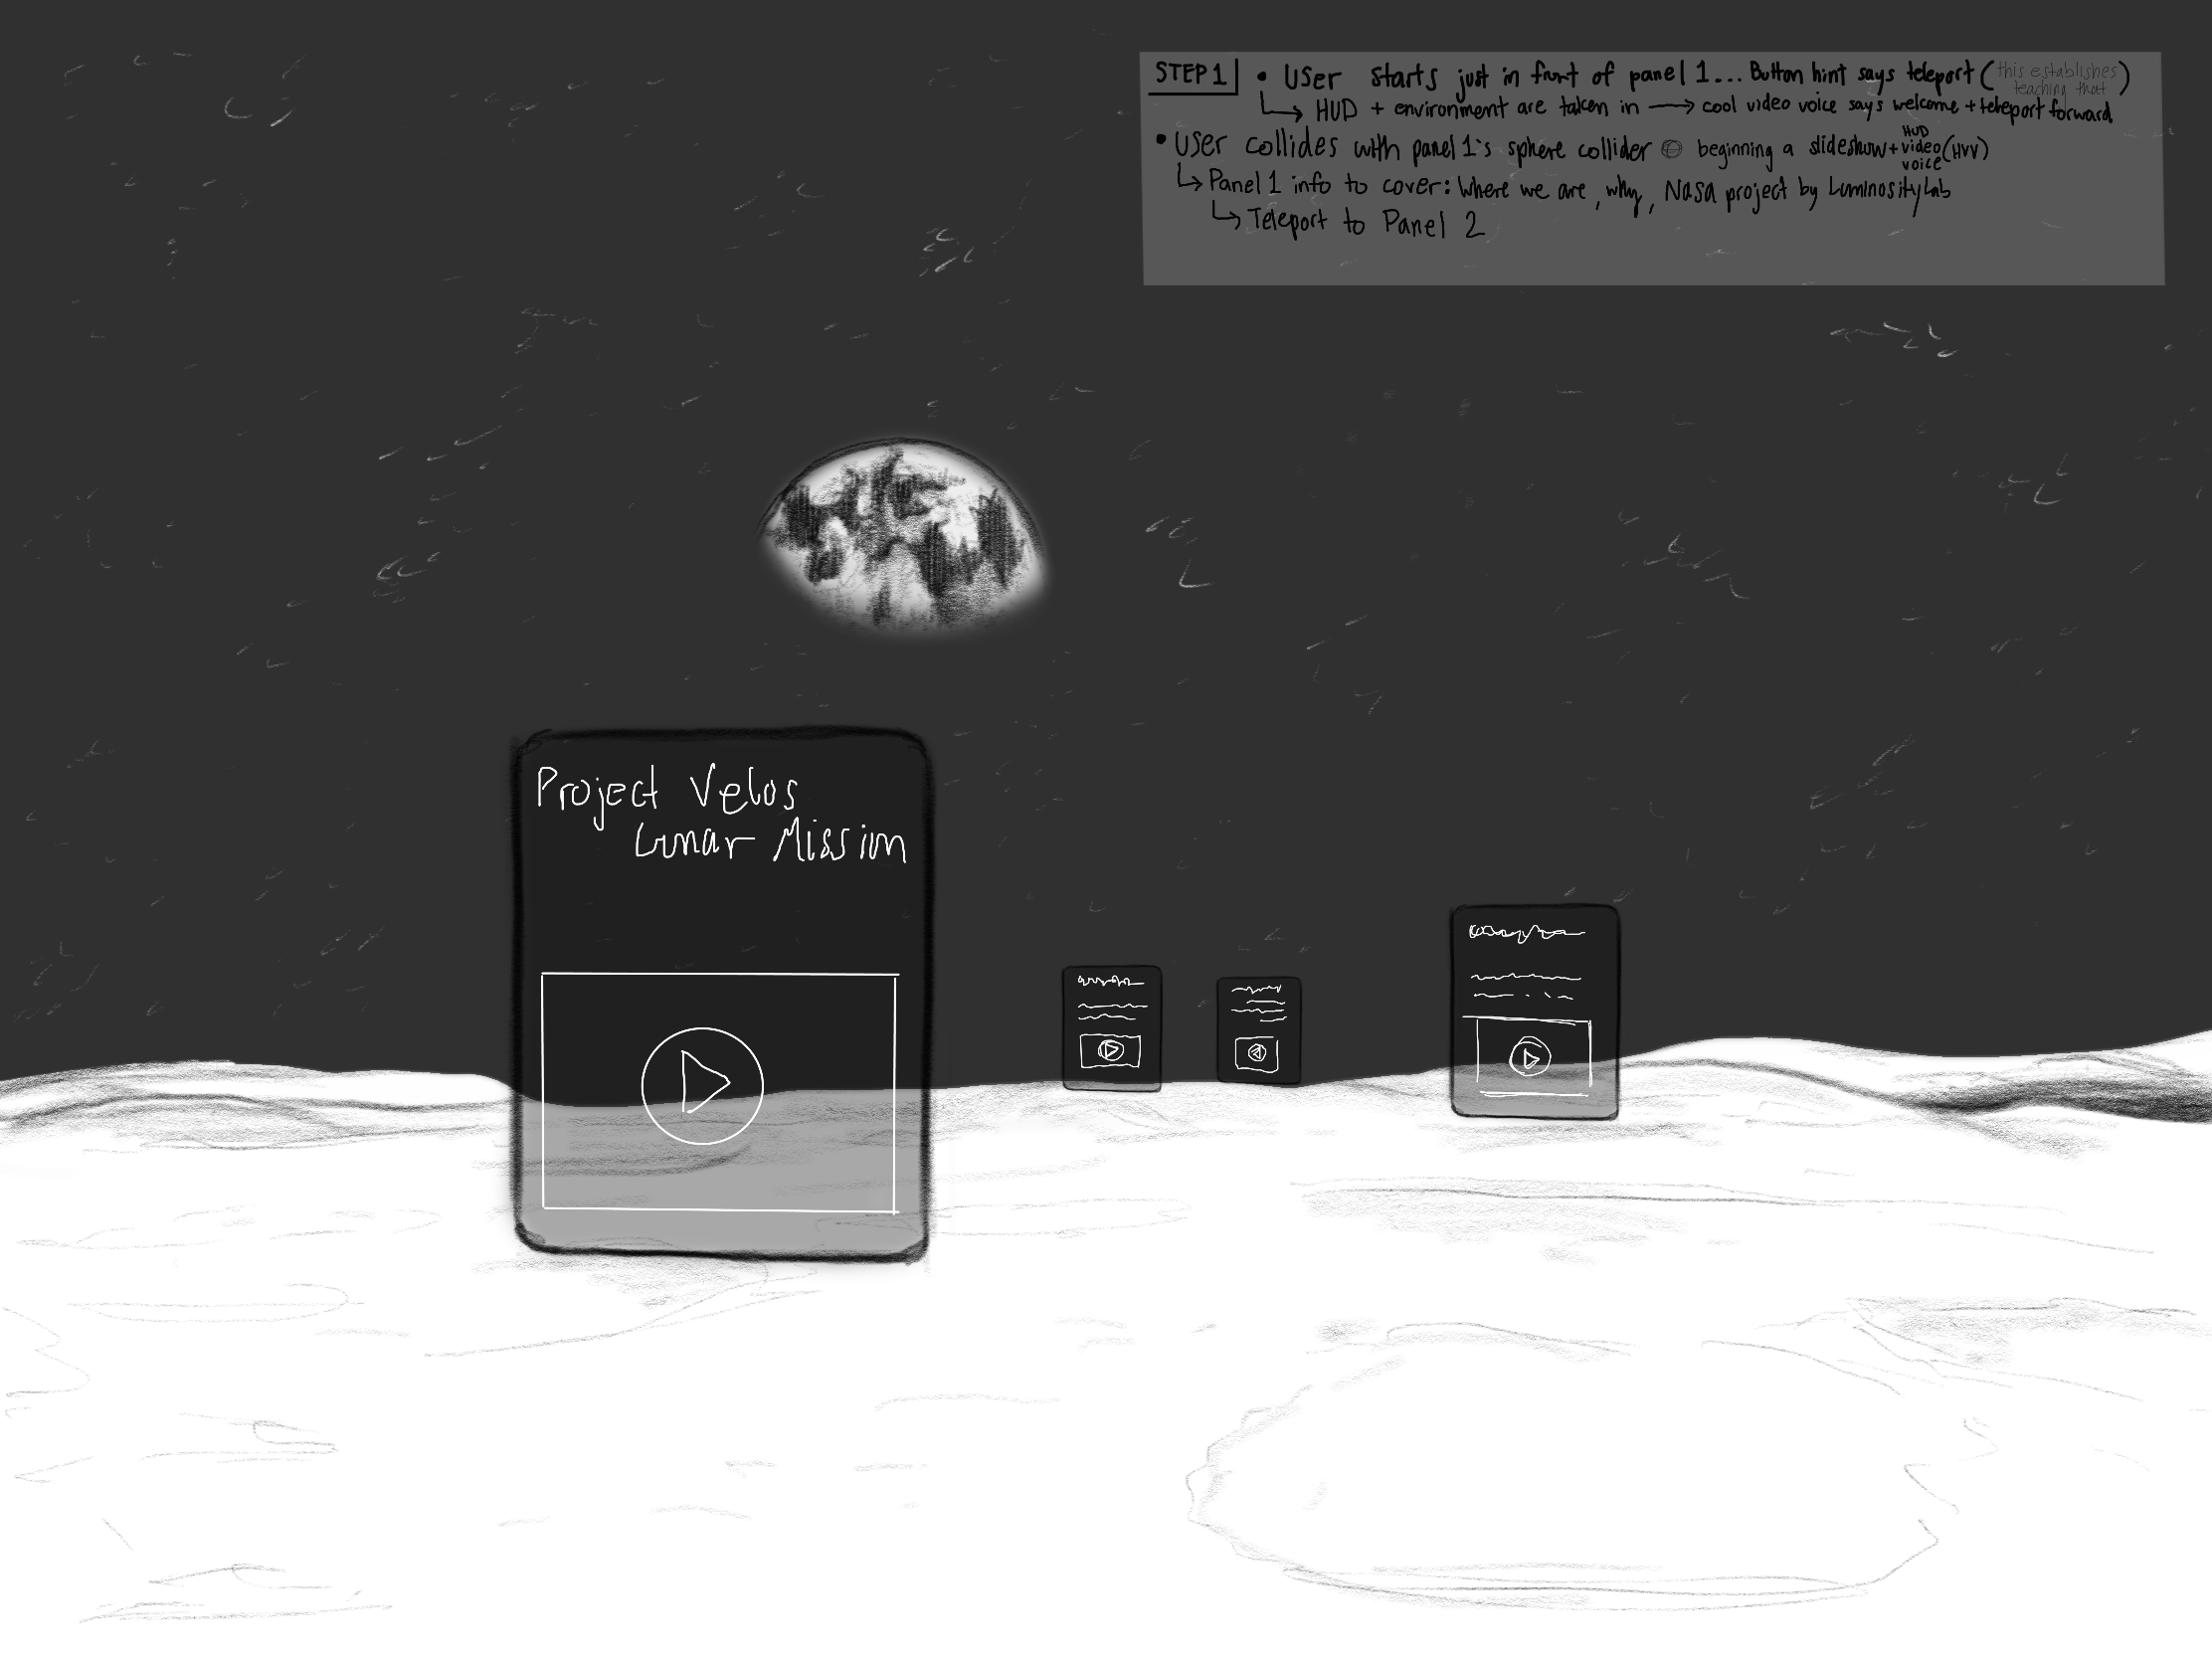 STEP 1 • User starts just in front of panel 1... Button hint says teleport (this establishes teaching that)
HUD + environment are taken in → cool video voice says welcome + teleport forward
• User collides with panel 1's sphere collider beginning a slideshow + HUD video voice (HVV)
Panel 1 info to cover: Where we are, why, Nasa project by Luminosity Lab
Teleport to Panel 2
Project Velos
Lunar Mission